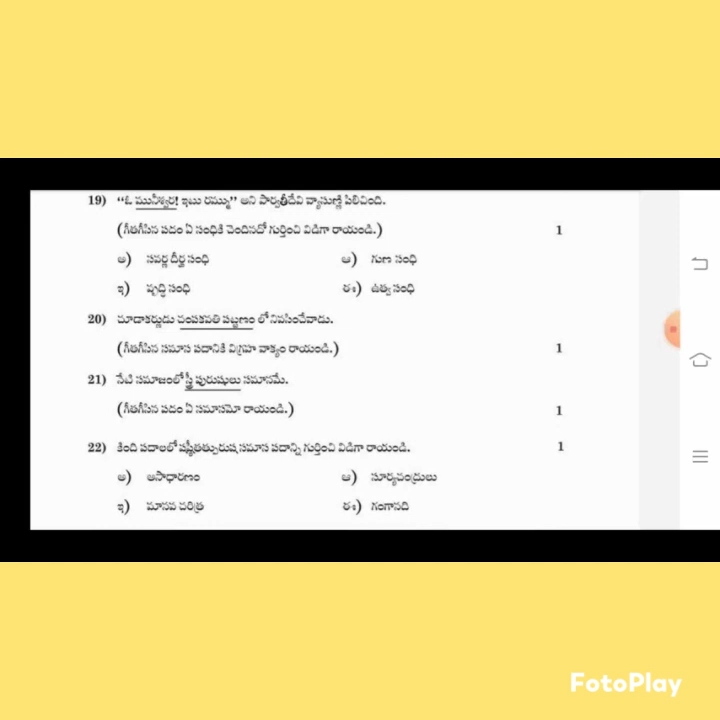 19) “ఓ మునీశ్వర! ఇటు రమ్ము” అని పార్వతీదేవి వ్యాసుణ్ణి పిలిచింది.
(గీతగీసిన పదం ఏ సంధికి చెందినదో గుర్తించి విడిగా రాయండి.) 1
అ) సవర్ణదీర్ఘ సంధి ఆ) గుణ సంధి
ఇ) వృద్ధి సంధి ఈ) ఉత్వ సంధి
20) చూడాకర్ణుడు చంపకవతి పట్టణం లో నివసించేవాడు.
(గీతగీసిన సమాస పదానికి విగ్రహ వాక్యం రాయండి.) 1
21) నేటి సమాజంలో స్త్రీ పురుషులు సమానమే.
(గీతగీసిన పదం ఏ సమాసమో రాయండి.) 1
22) కింది పదాలలో షష్ఠీతత్పురుష సమాస పదాన్ని గుర్తించి విడిగా రాయండి. 1
అ) అసాధారణం ఆ) సూర్యచంద్రులు
ఇ) మానవ చరిత్ర ఈ) గంగానది
FotoPlay